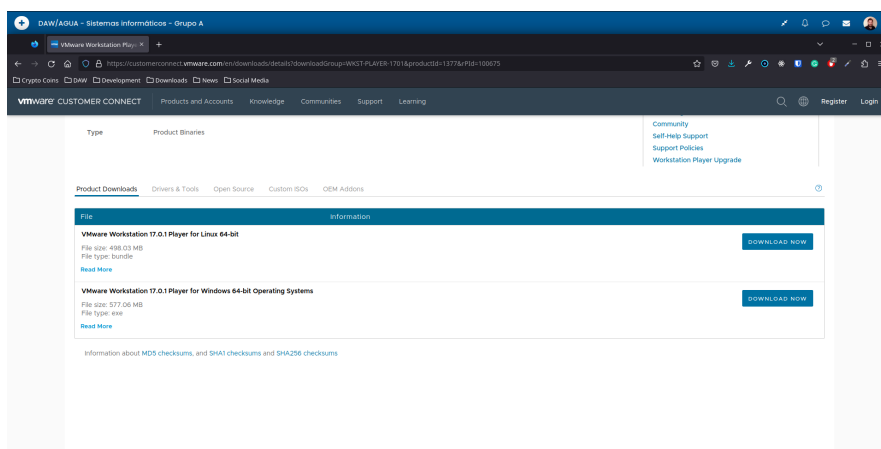 DAW/AGUA - Sistemas informáticos - Grupo A
VMware Workstation Play
https://customerconnect.vmware.com/en/downloads/details?downloadGroup=WKST-PLAYER-1701&productId=1377&rPId=100675
Crypto Coins DAW Development Downloads News Social Media
vmware CUSTOMER CONNECT Products and Accounts Knowledge Communities Support Learning Register Login
Community
Type Product Binaries
Self-Help Support
Support Policies
Workstation Player Upgrade
Product Downloads Drivers & Tools Open Source Custom ISOs OEM Addons
File Information
VMware Workstation 17.0.1 Player for Linux 64-bit
File size: 498.03 MB
File type: bundle
Read More
DOWNLOAD NOW
VMware Workstation 17.0.1 Player for Windows 64-bit Operating Systems
File size: 577.06 MB
File type: exe
Read More
DOWNLOAD NOW
Information about MD5 checksums, and SHA1 checksums and SHA256 checksums